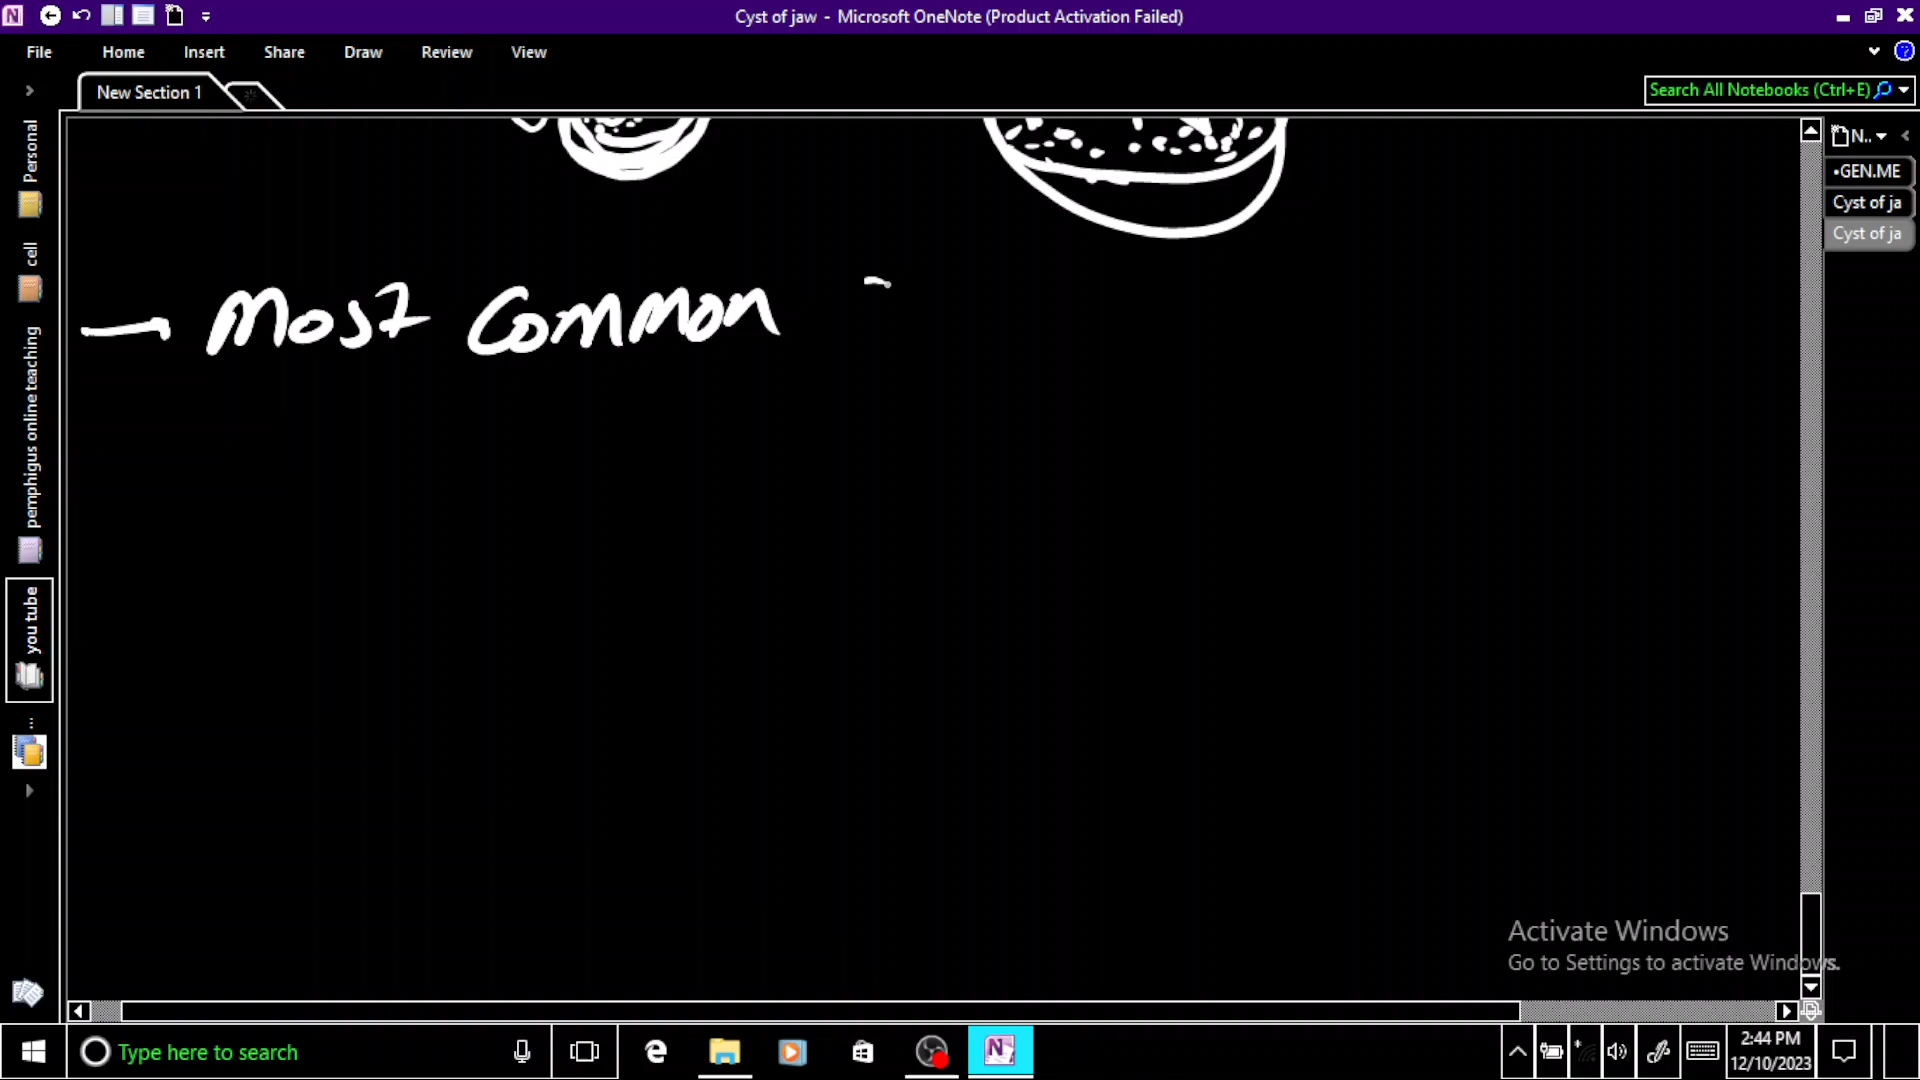 Cyst of jaw - Microsoft OneNote (Product Activation Failed)
File Home Insert Share Draw Review View
New Section 1
Search All Notebooks (Ctrl+E)
N..
•GEN.ME
Cyst of ja
Cyst of ja
Personal
cell
pemphigus online teaching
you tube
→ Most Common
Activate Windows
Go to Settings to activate Windows.
Type here to search
2:44 PM
12/10/2023